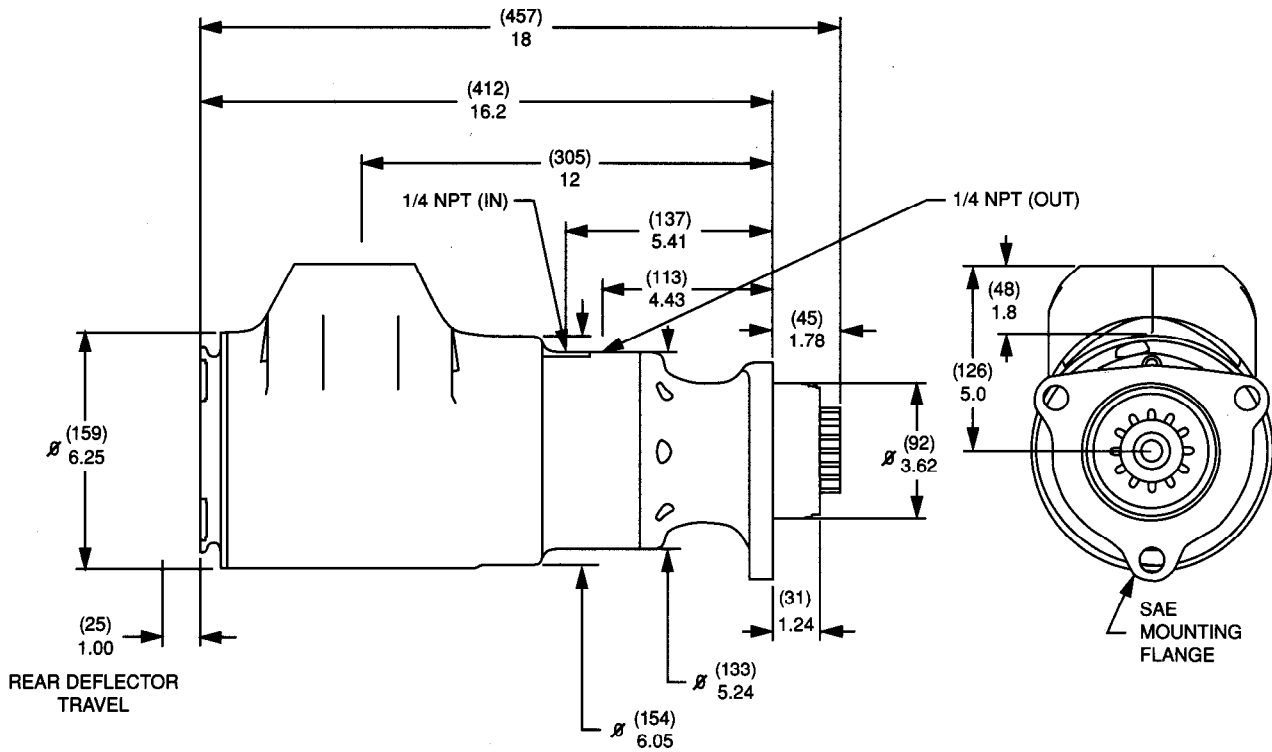 (457)
18
(412)
16.2
(305)
12
1/4 NPT (IN)
(137)
5.41
1/4 NPT (OUT)
(113)
4.43
(45)
1.78
(48)
1.8
(126)
5.0
Ø (159)
6.25
Ø (92)
3.62
(25)
1.00
REAR DEFLECTOR
TRAVEL
(31)
1.24
SAE
MOUNTING
FLANGE
Ø (133)
5.24
Ø (154)
6.05